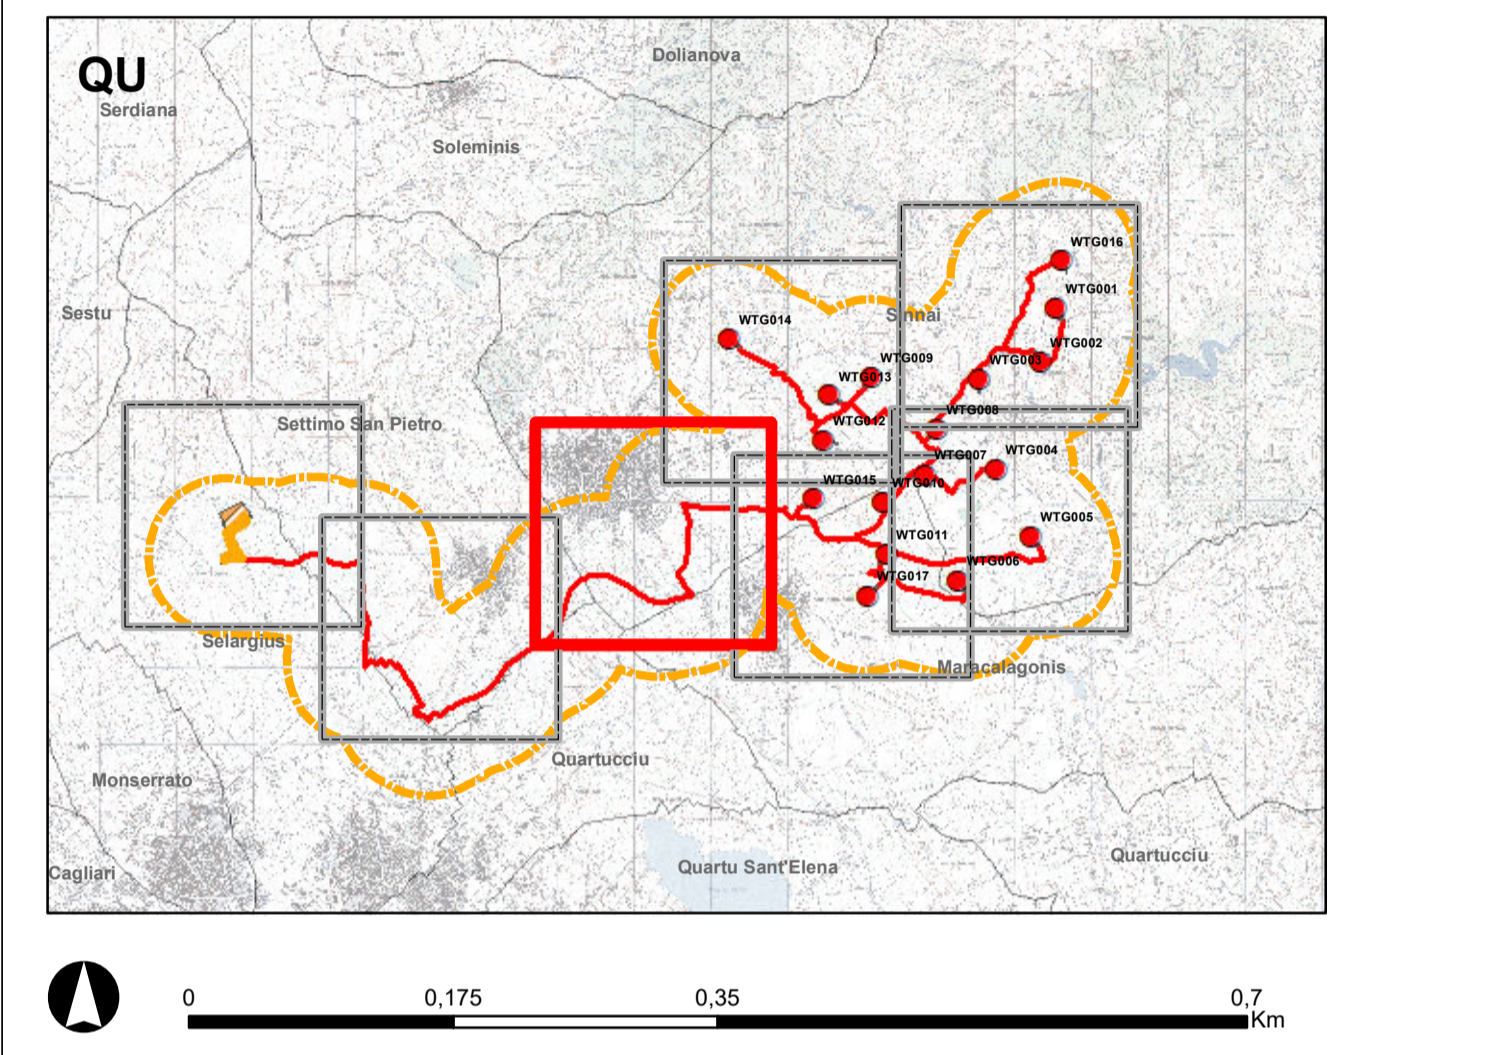 QU
Dolianova
Serdiana
Soleminis
WTG016
WTG001
Sestu
Sinnai
WTG014
WTG002
WTG009
WTG003
WTG013
WTG008
WTG012
Settimo San Pietro
WTG007
WTG004
WTG015
WTG010
WTG005
WTG011
WTG006
WTG017
Selargius
Maracalagonis
Quartucciu
Monserrato
Quartucciu
Quartu Sant'Elena
Cagliari
0 0,175 0,35 0,7
Km